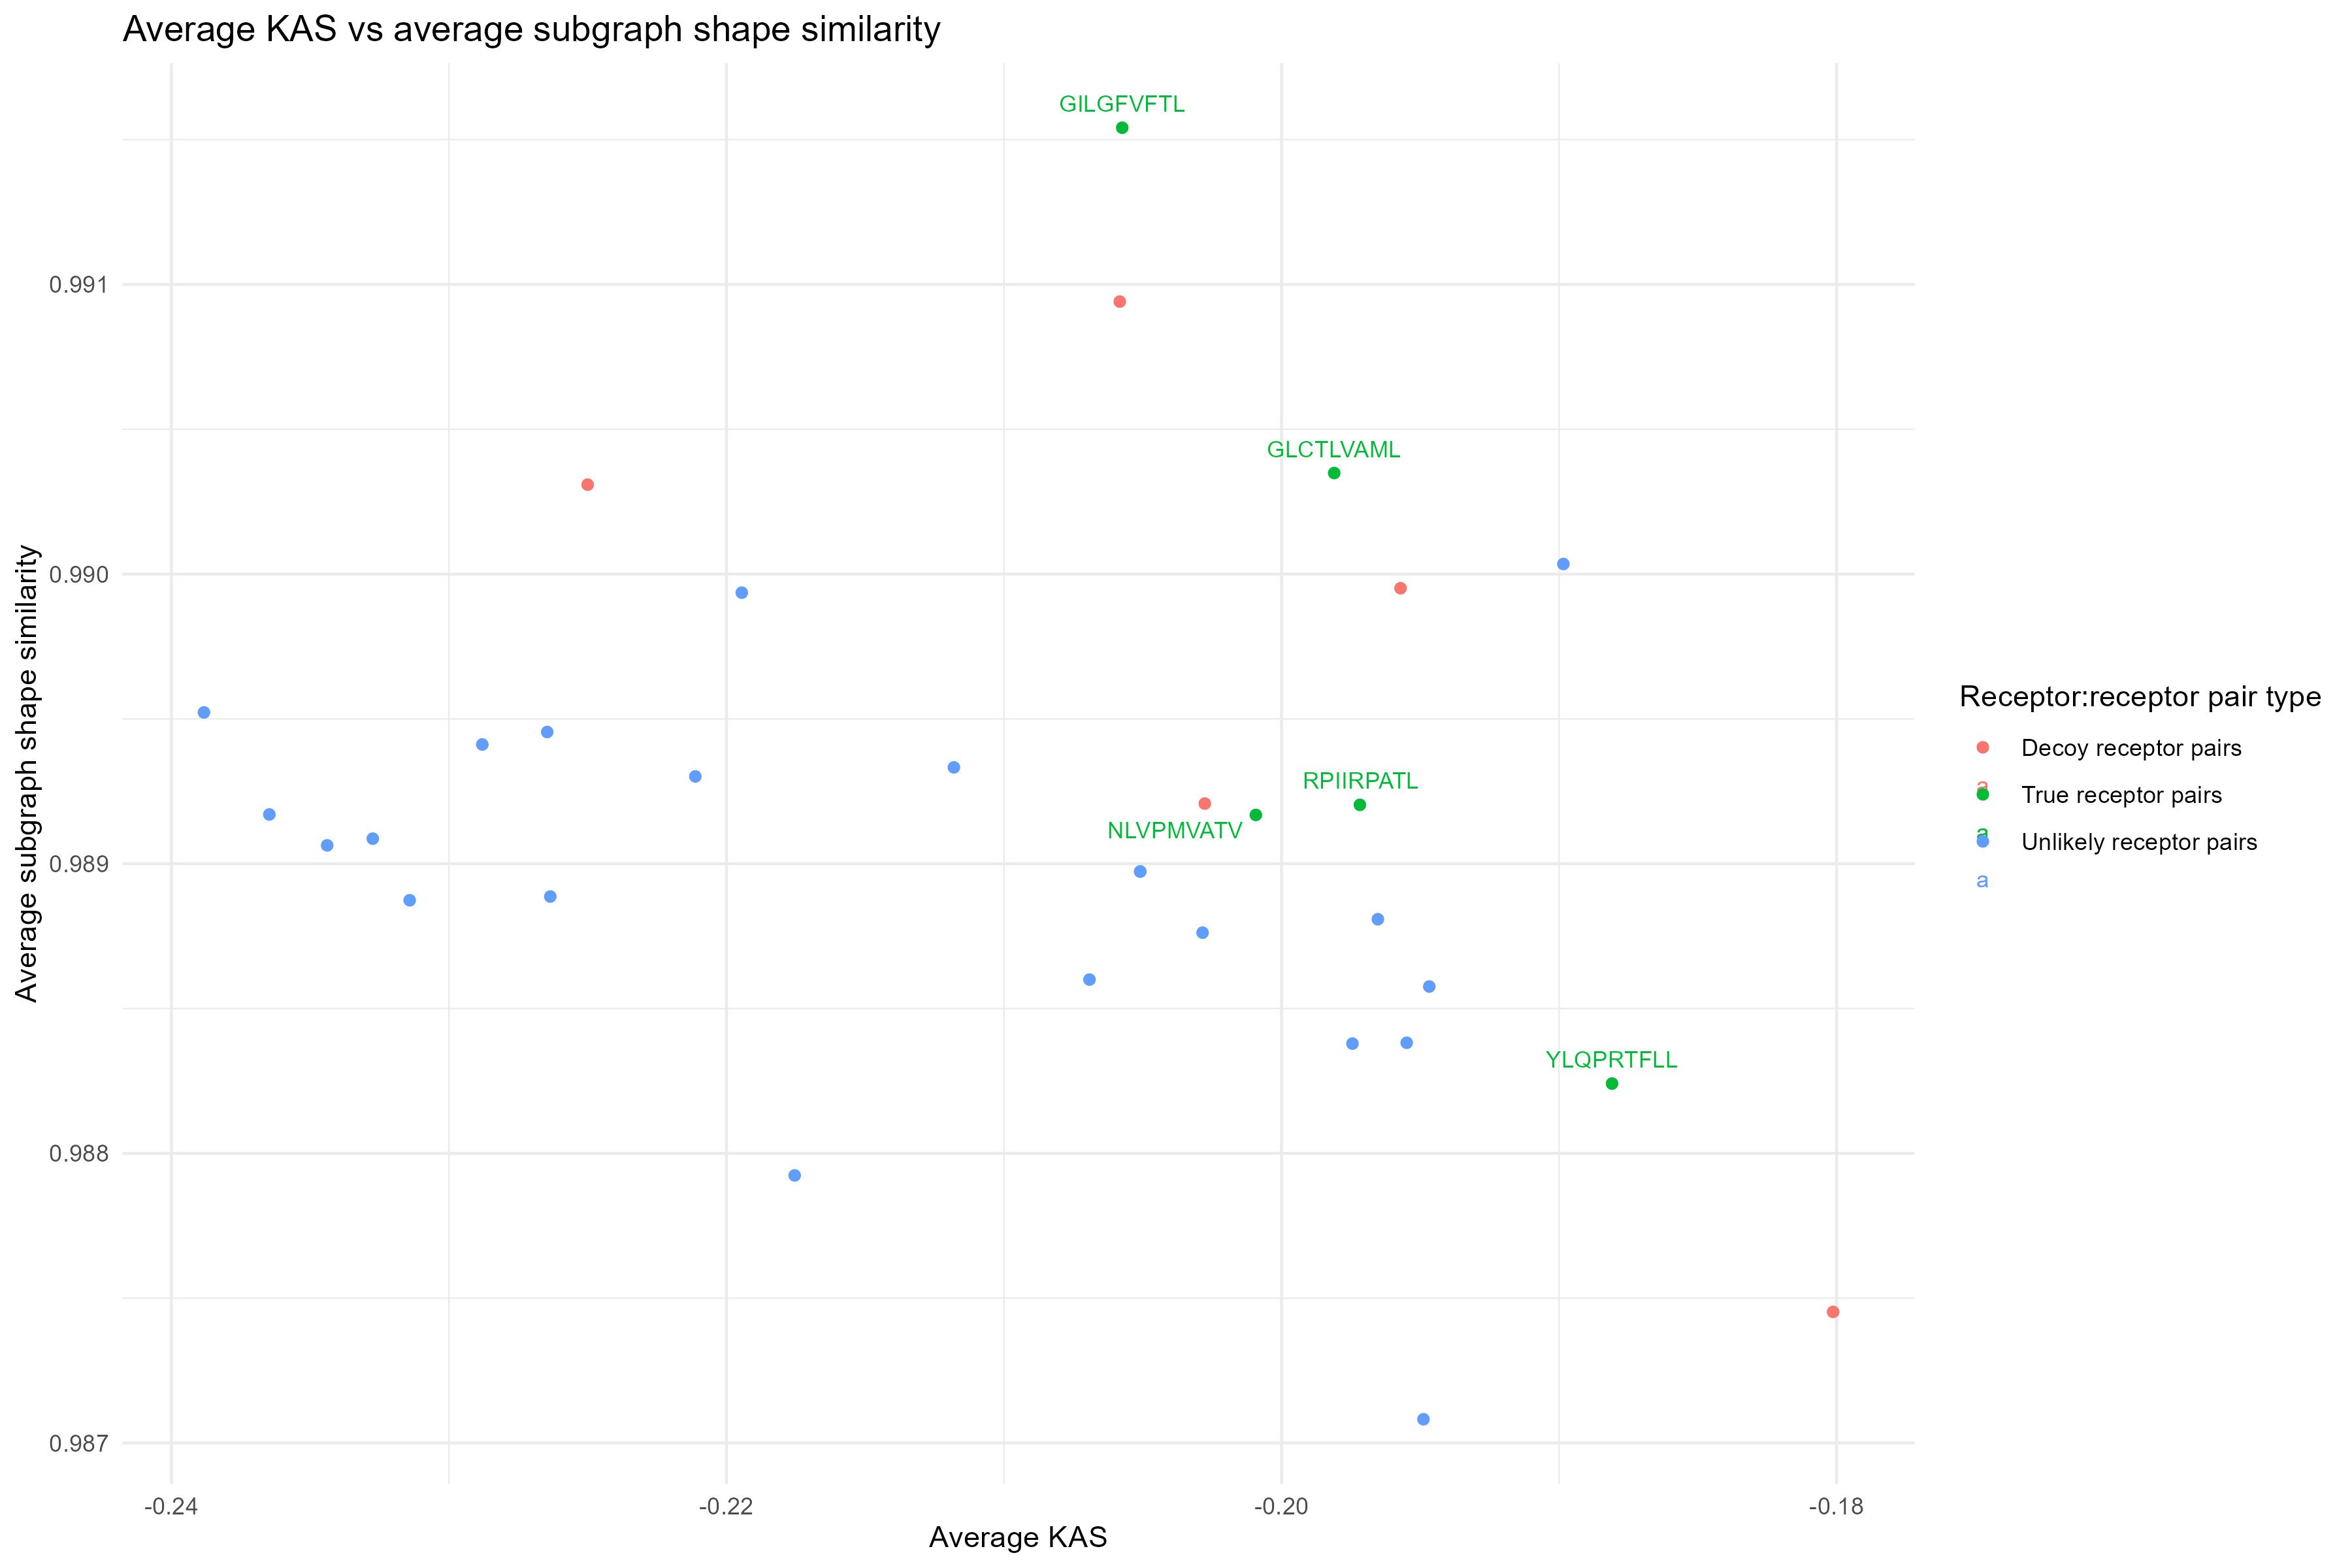 Average KAS vs average subgraph shape similarity
GILGFVFTL
0.991
GLCTLVAML
0.990
RPIIRPATL
NLVPMVATV
0.989
YLQPRTFLL
0.988
0.987
Average subgraph shape similarity
-0.24
-0.22
-0.20
-0.18
Average KAS
Receptor:receptor pair type
Decoy receptor pairs
a
True receptor pairs
a
Unlikely receptor pairs
a